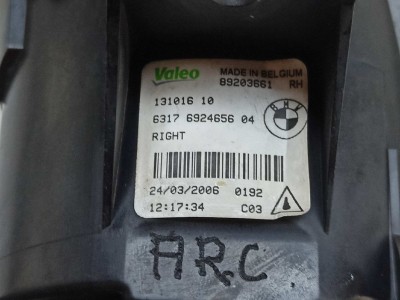 Valeo MADE IN BELGIUM
89203661 RH
131016 10
6317 6924656 04
BMW
RIGHT
24/03/2006 0192
12:17:34 C03
ARC